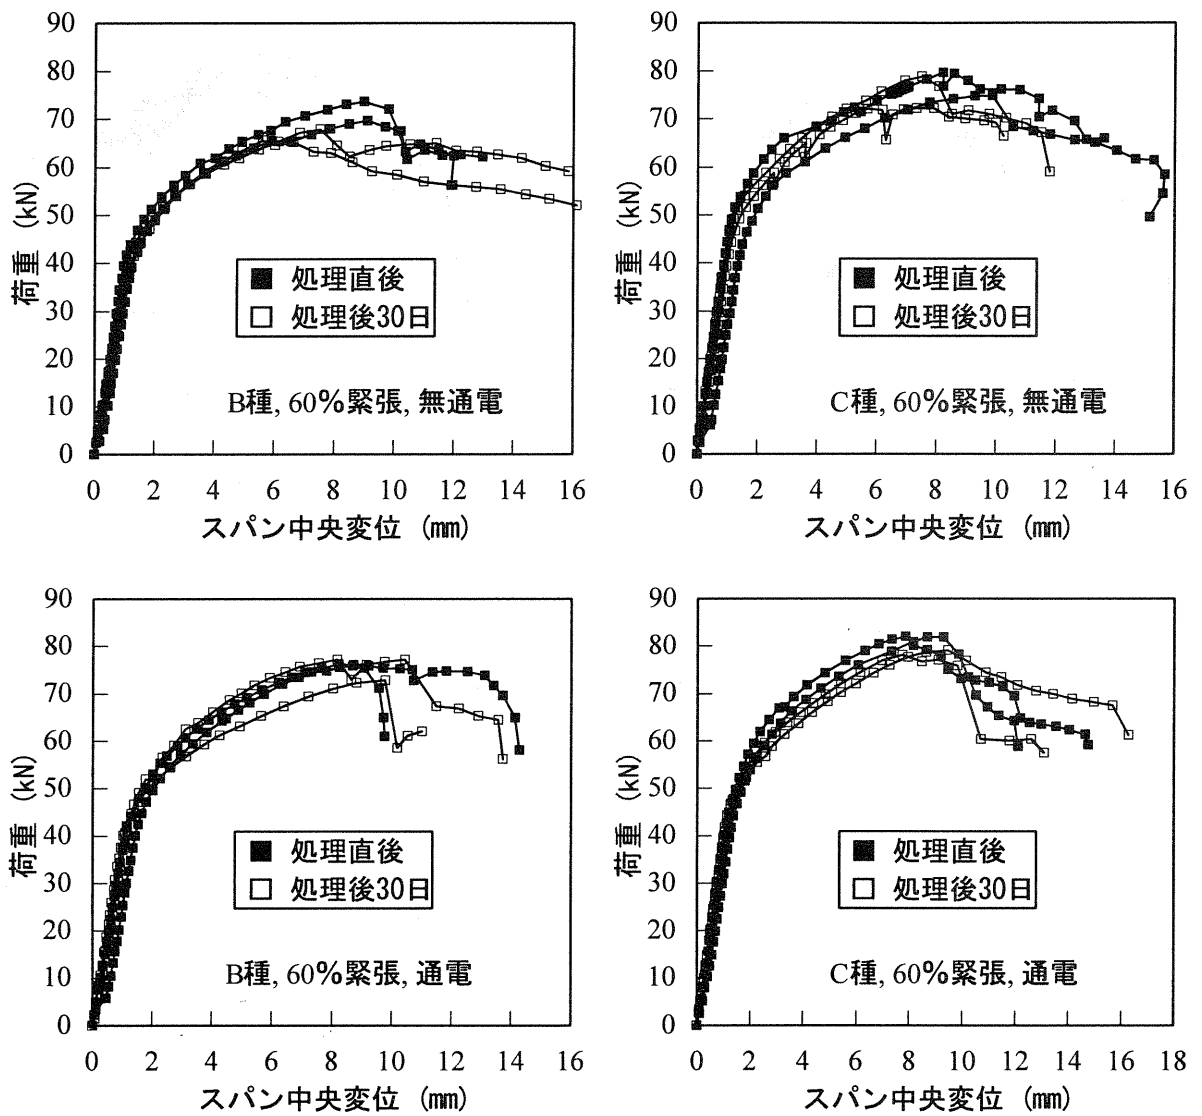 90
80
70
60
50
40
30
20
10
0
荷重 (kN)
■ 処理直後
□ 処理後30日
B種, 60%緊張, 無通電
0 2 4 6 8 10 12 14 16
スパン中央変位 (mm)
90
80
70
60
50
40
30
20
10
0
荷重 (kN)
■ 処理直後
□ 処理後30日
C種, 60%緊張, 無通電
0 2 4 6 8 10 12 14 16
スパン中央変位 (mm)
90
80
70
60
50
40
30
20
10
0
荷重 (kN)
■ 処理直後
□ 処理後30日
B種, 60%緊張, 通電
0 2 4 6 8 10 12 14 16
スパン中央変位 (mm)
90
80
70
60
50
40
30
20
10
0
荷重 (kN)
■ 処理直後
□ 処理後30日
C種, 60%緊張, 通電
0 2 4 6 8 10 12 14 16 18
スパン中央変位 (mm)